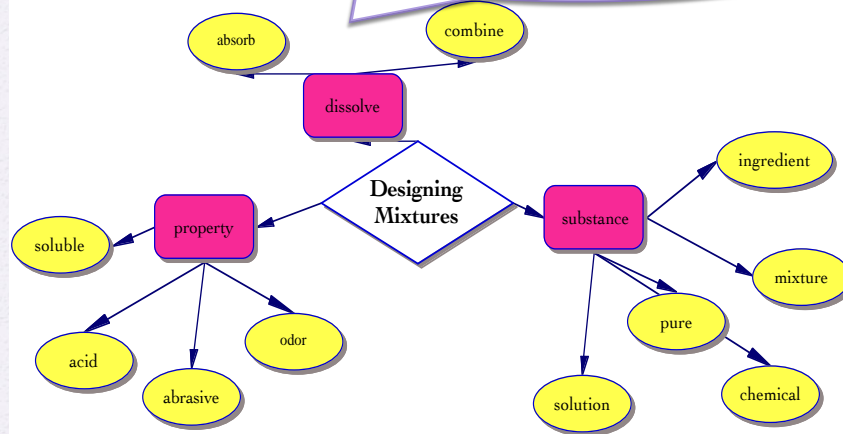 absorb
combine
dissolve
ingredient
Designing
Mixtures
substance
property
soluble
mixture
pure
odor
acid
abrasive
solution
chemical